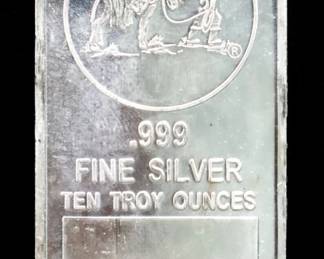 ®
.999
FINE SILVER
TEN TROY OUNCES